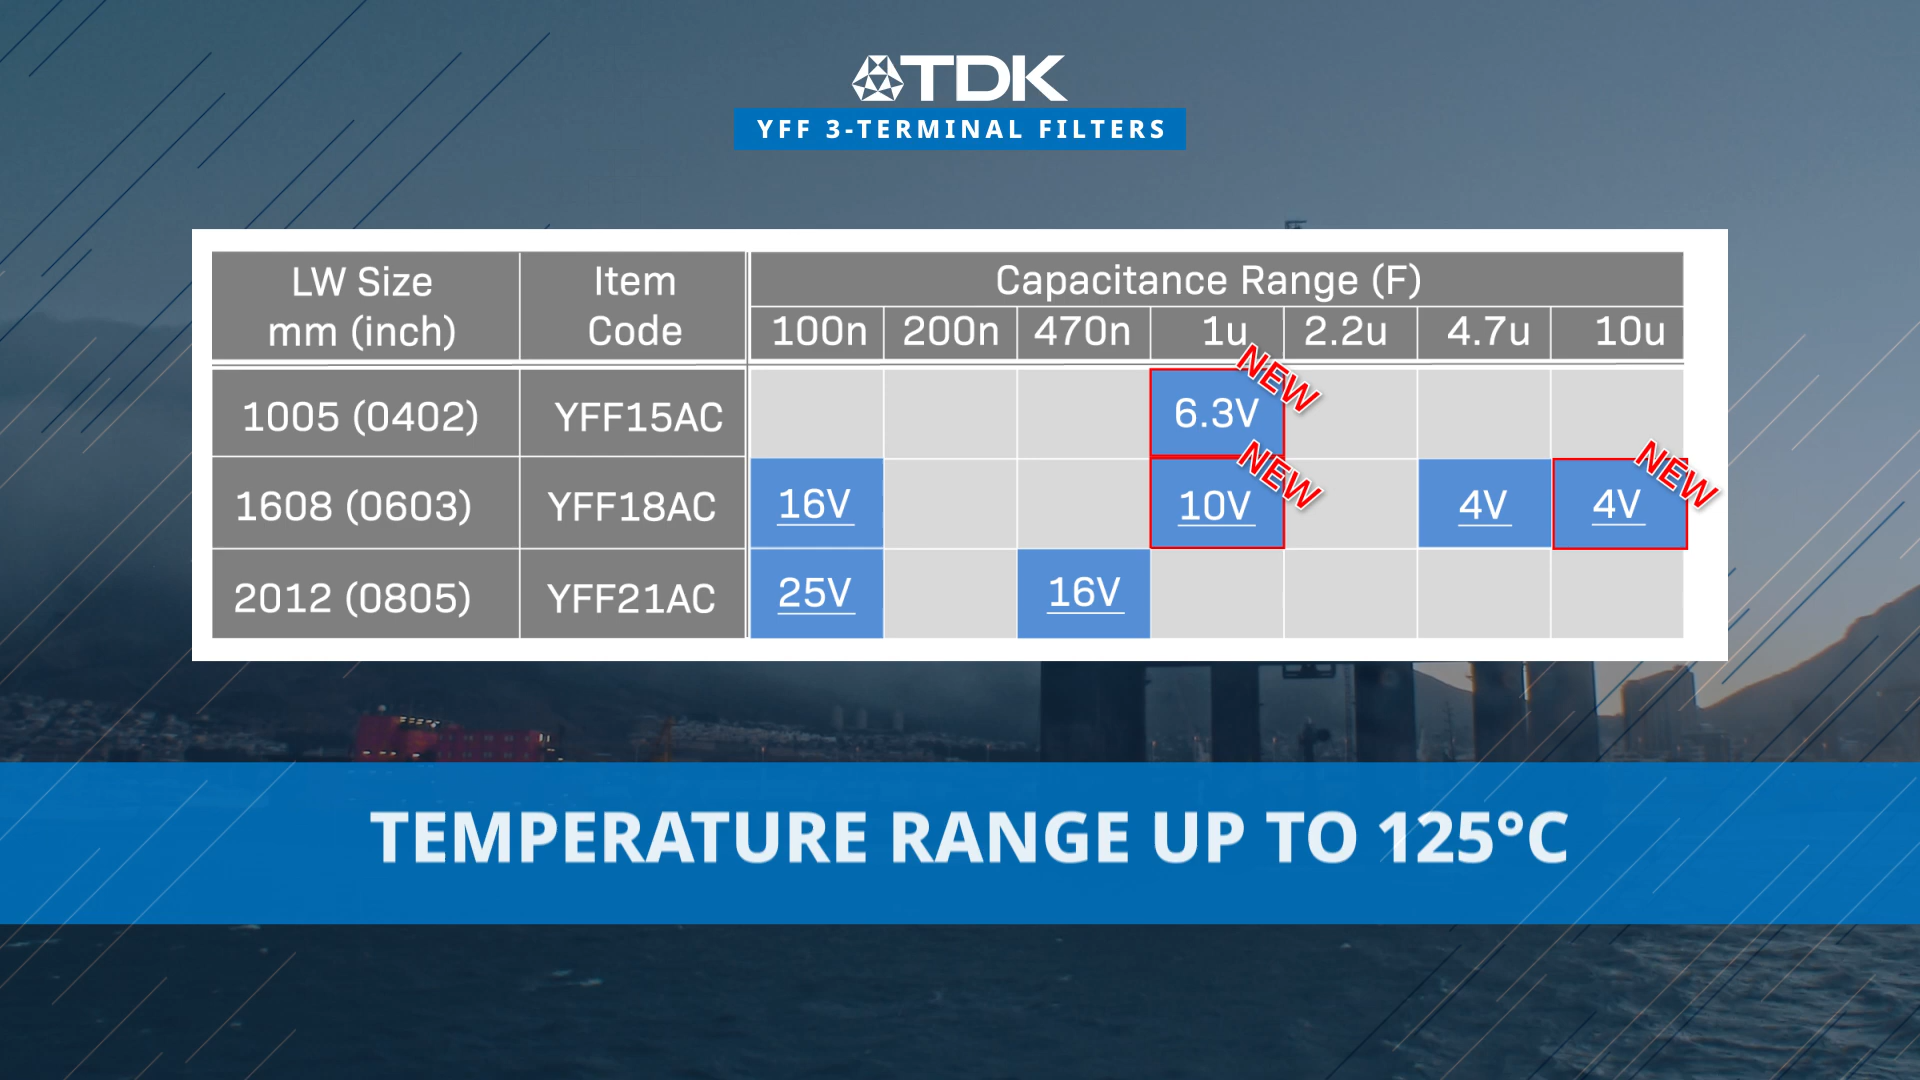 TDK
YFF 3-TERMINAL FILTERS
LW Size mm (inch) Item Code Capacitance Range (F)
100n 200n 470n 1u 2.2u 4.7u 10u
1005 (0402) YFF15AC 6.3V NEW
1608 (0603) YFF18AC 16V 10V NEW 4V 4V NEW
2012 (0805) YFF21AC 25V 16V
TEMPERATURE RANGE UP TO 125°C